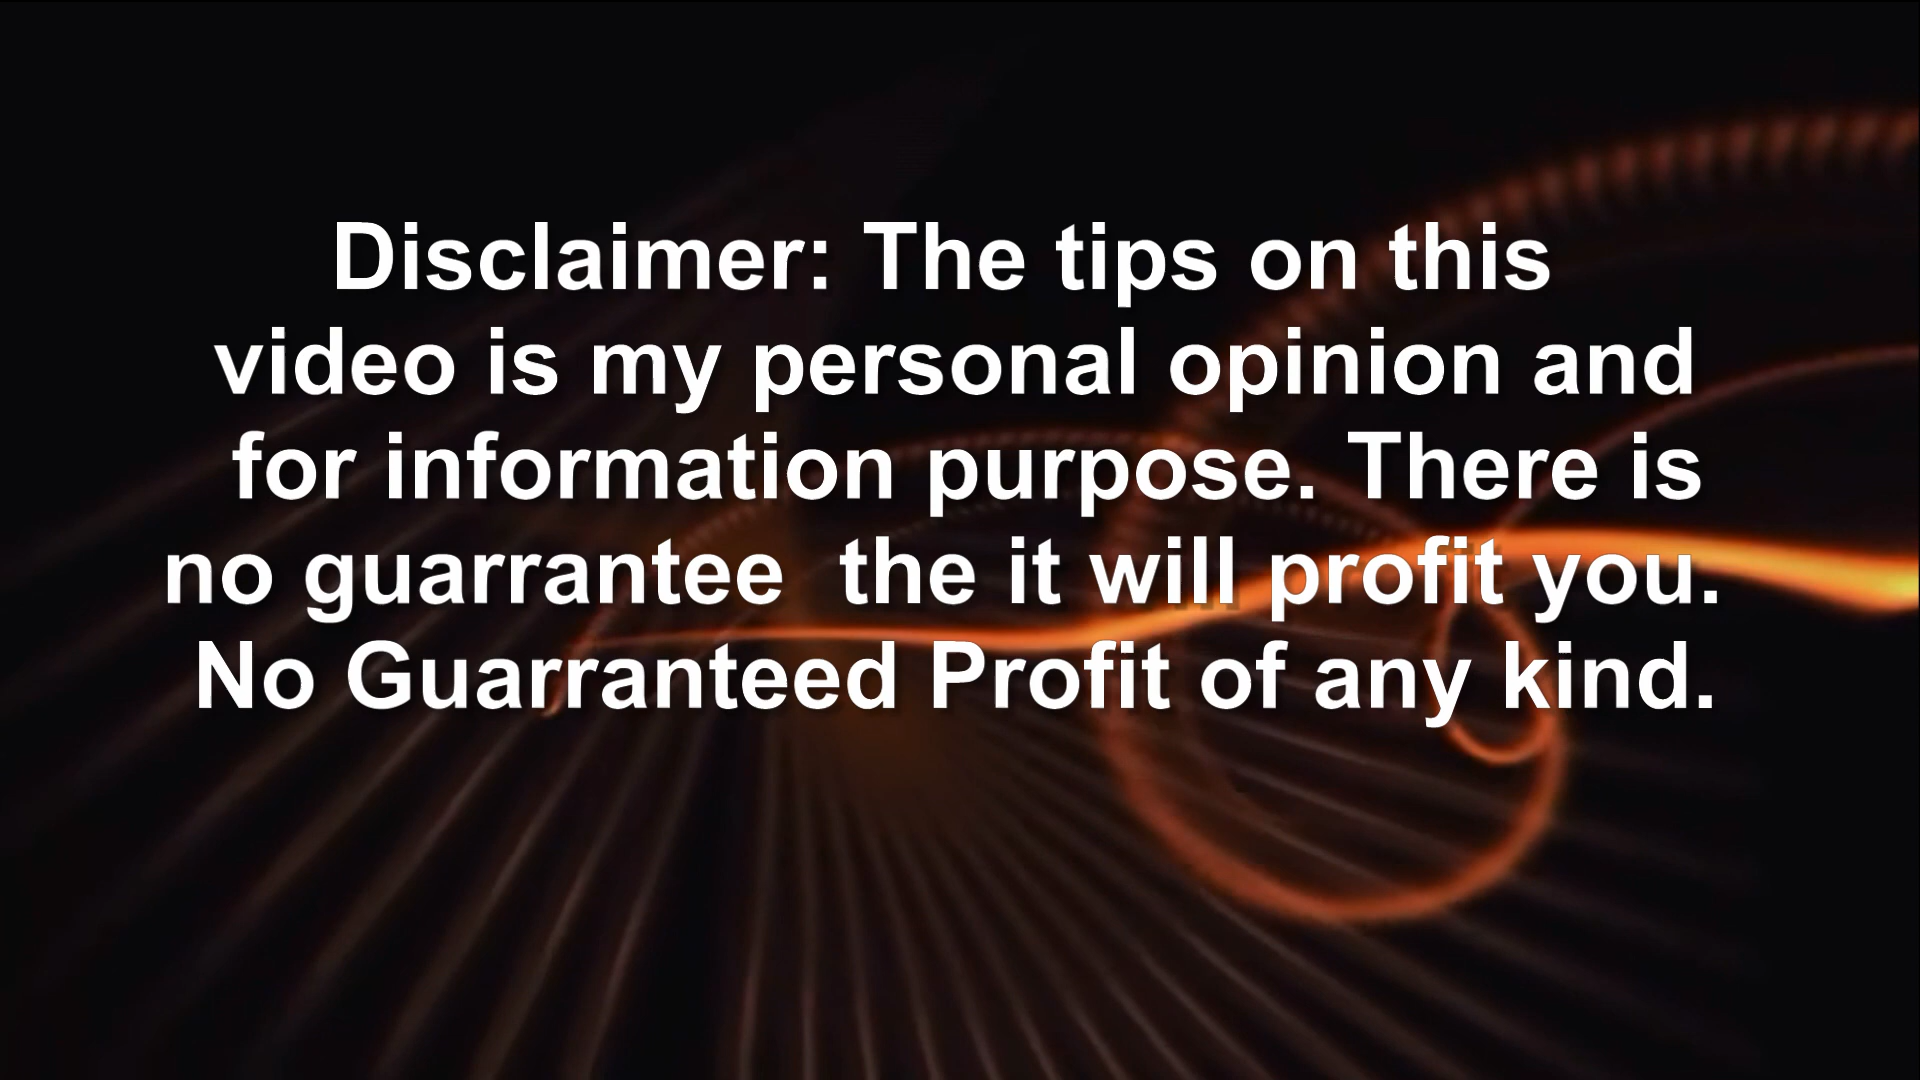 Disclaimer: The tips on this
video is my personal opinion and
for information purpose. There is
no guarrantee  the it will profit you.
No Guarranteed Profit of any kind.